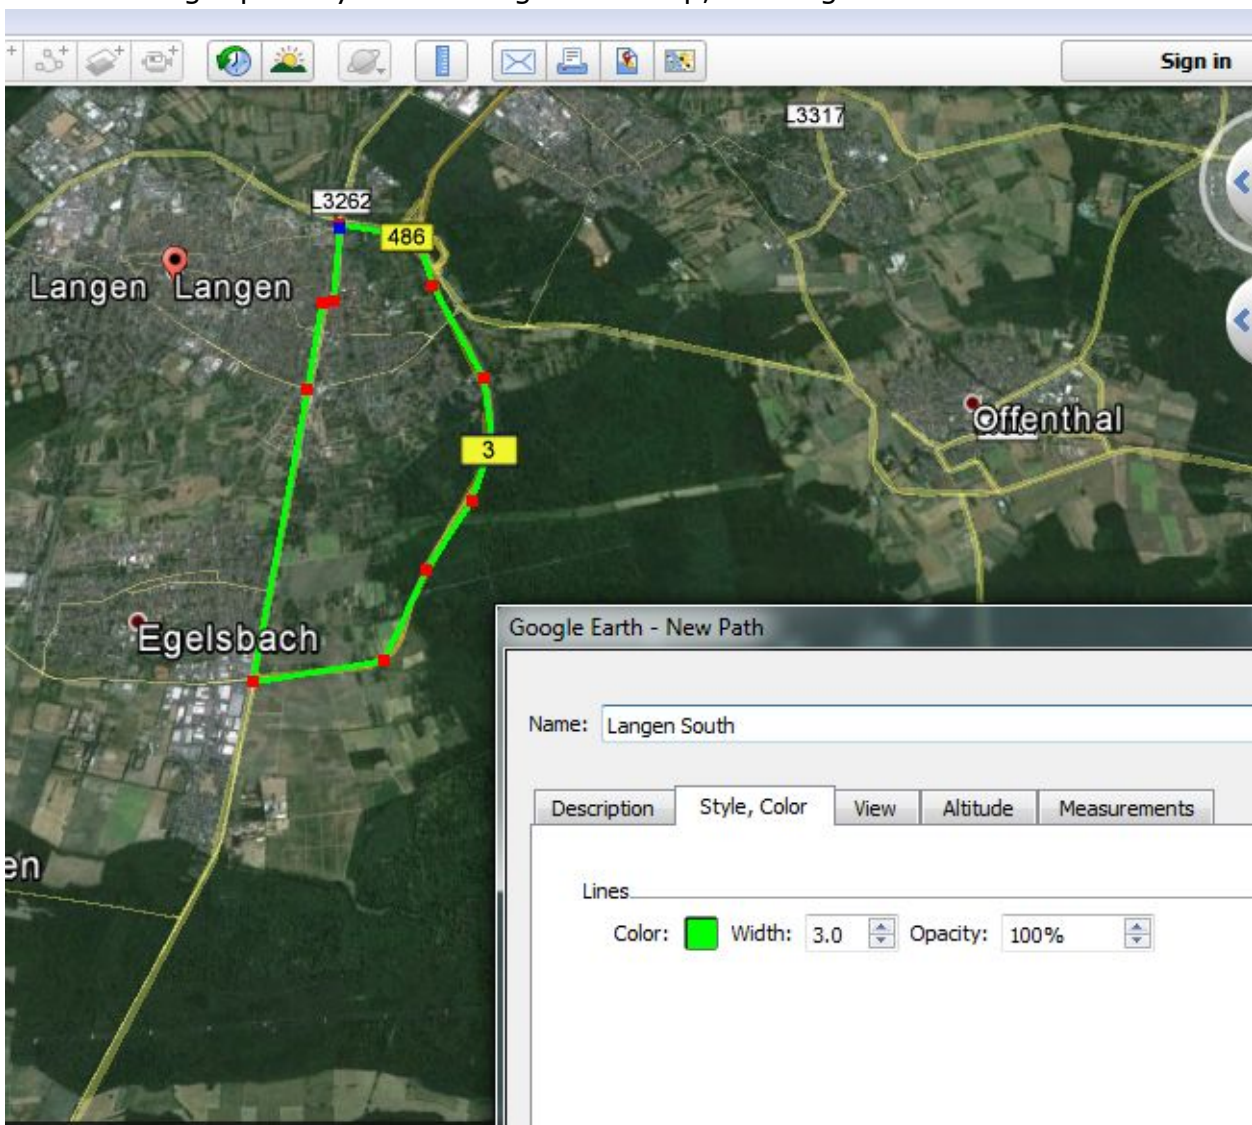 Sign in
L3317
L3262
486
Langen Langen
Offenthal
3
Egelsbach
en
Google Earth - New Path
Name: Langen South
Description Style, Color View Altitude Measurements
Lines
Color: Width: 3.0 Opacity: 100%